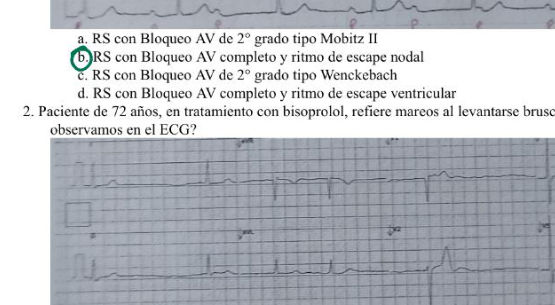 P P P P
a. RS con Bloqueo AV de 2° grado tipo Mobitz II
b. RS con Bloqueo AV completo y ritmo de escape nodal
c. RS con Bloqueo AV de 2° grado tipo Wenckebach
d. RS con Bloqueo AV completo y ritmo de escape ventricular
2. Paciente de 72 años, en tratamiento con bisoprolol, refiere mareos al levantarse brusc
observamos en el ECG?